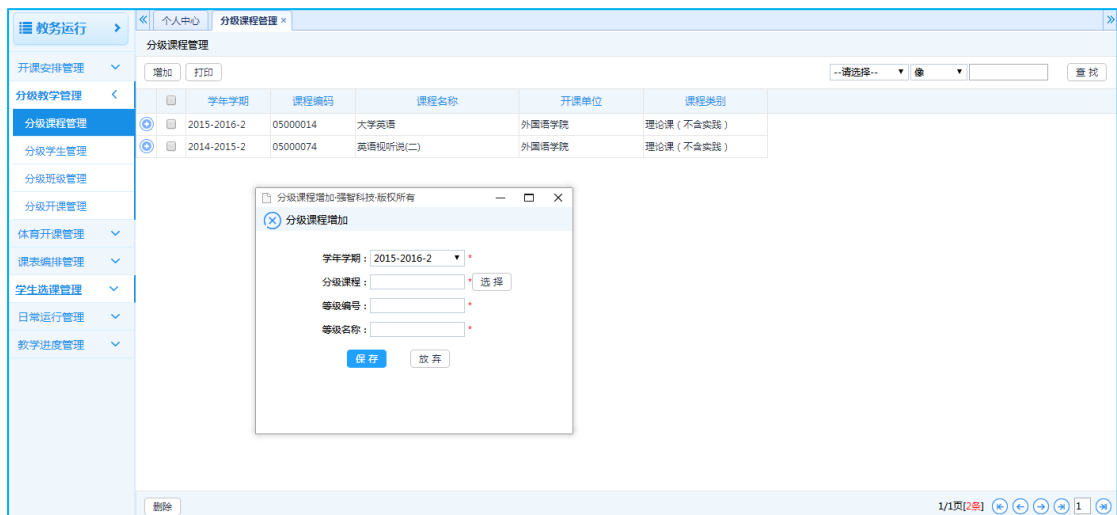 教务运行
个人中心 分级课程管理 ×
分级课程管理
开课安排管理
增加 打印 --请选择-- 像 查 找
分级教学管理
学年学期 课程编码 课程名称 开课单位 课程类别
分级课程管理
2015-2016-2 05000014 大学英语 外国语学院 理论课（不含实践）
2014-2015-2 05000074 英语视听说(二) 外国语学院 理论课（不含实践）
分级学生管理
分级班级管理
分级开课管理
体育开课管理
课表编排管理
学生选课管理
日常运行管理
教学进度管理
分级课程增加-强智科技·版权所有
分级课程增加
学年学期： 2015-2016-2 *
分级课程： * 选 择
等级编号： *
等级名称： *
保 存 放 弃
删除 1/1页[2条] 1